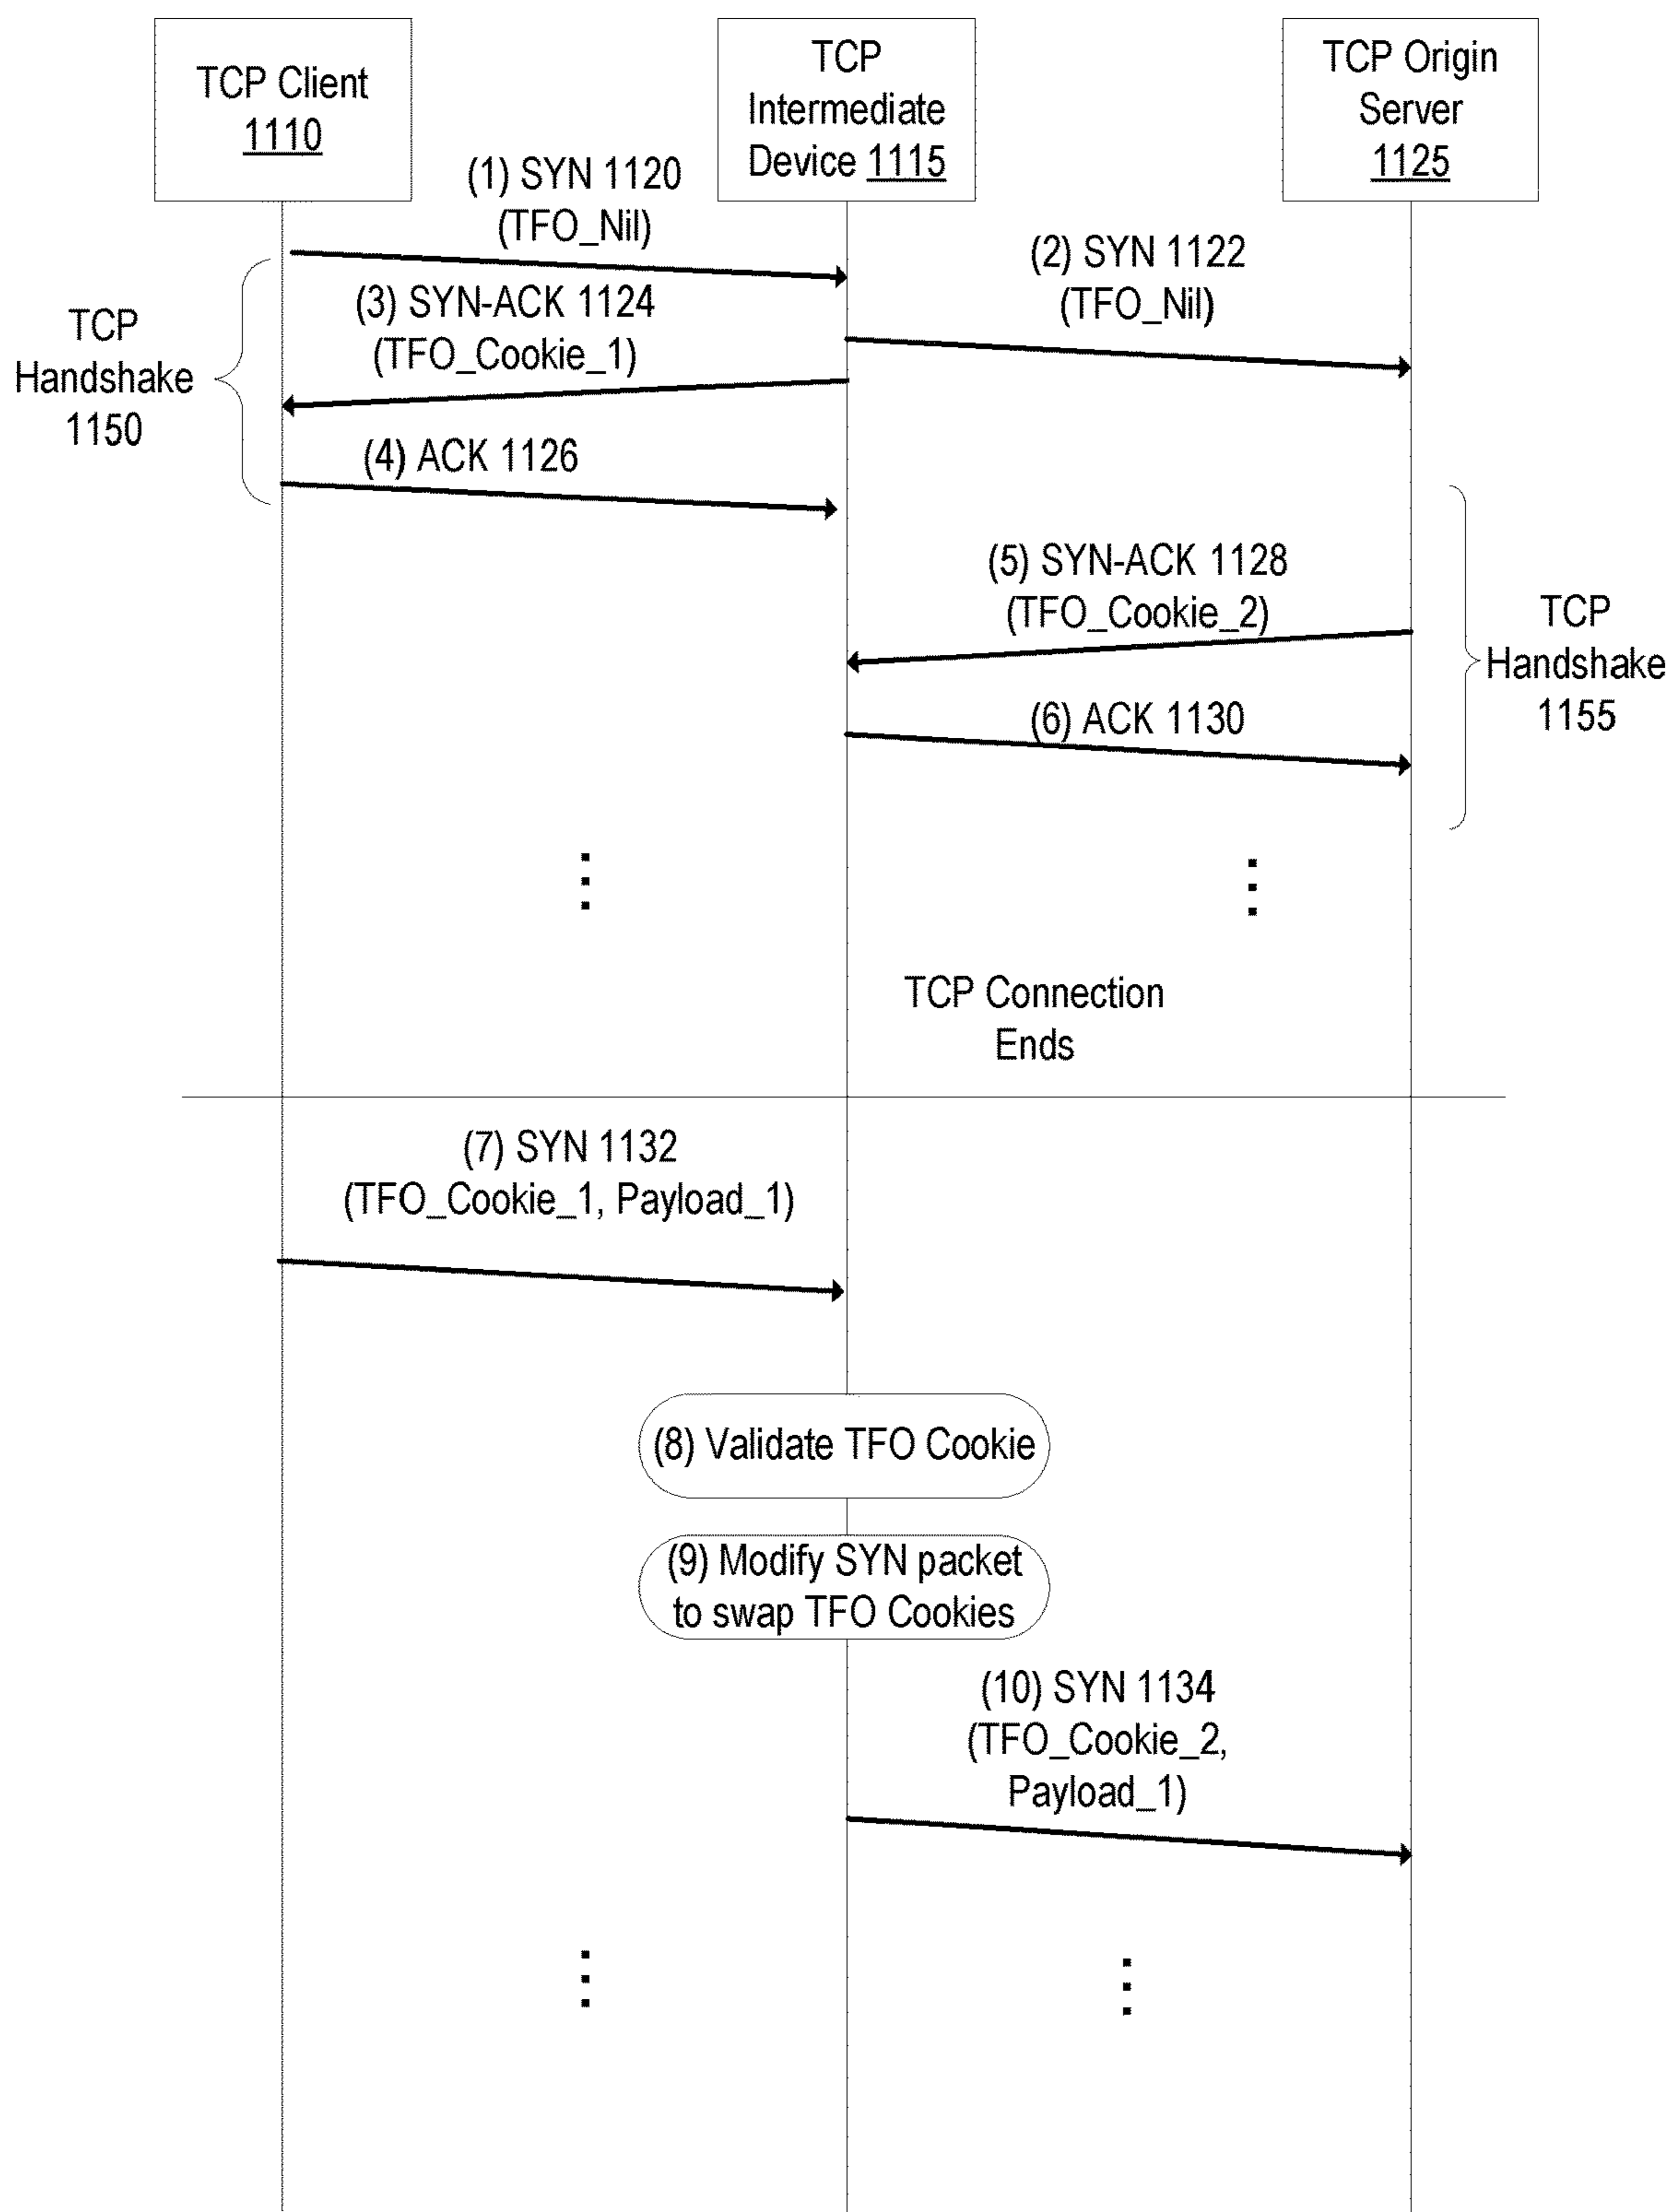 TCP Client
1110
TCP
Intermediate
Device 1115
TCP Origin
Server
1125
(1) SYN 1120
(TFO_Nil)
(2) SYN 1122
(TFO_Nil)
(3) SYN-ACK 1124
(TFO_Cookie_1)
TCP
Handshake
1150
(4) ACK 1126
(5) SYN-ACK 1128
(TFO_Cookie_2)
TCP
Handshake
1155
(6) ACK 1130
TCP Connection
Ends
(7) SYN 1132
(TFO_Cookie_1, Payload_1)
(8) Validate TFO Cookie
(9) Modify SYN packet
to swap TFO Cookies
(10) SYN 1134
(TFO_Cookie_2,
Payload_1)